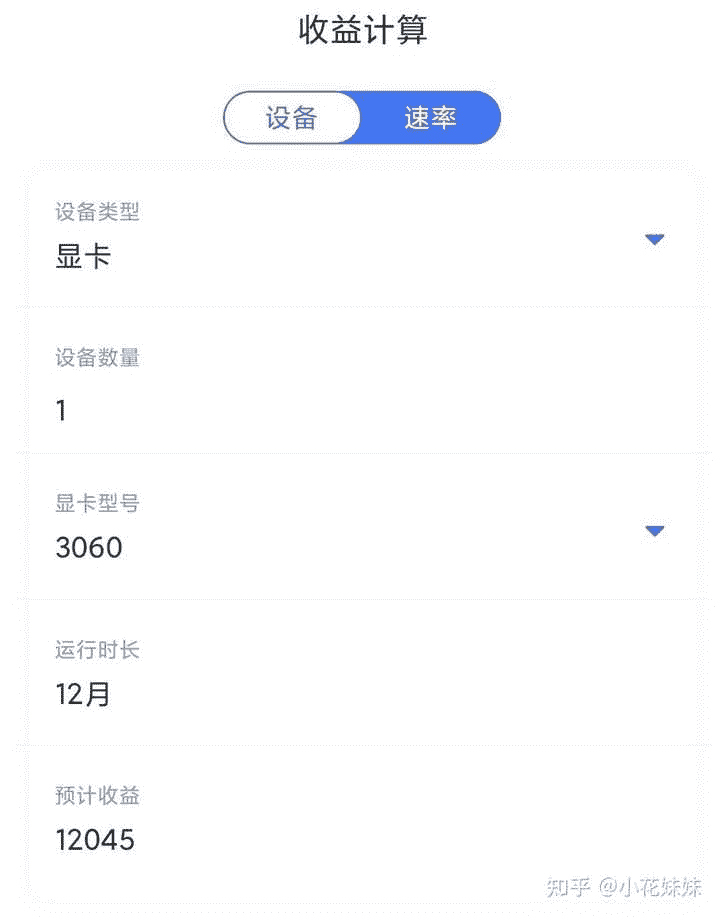 收益计算
设备 速率
设备类型
显卡
设备数量
1
显卡型号
3060
运行时长
12月
预计收益
12045
知乎 @小花妹妹